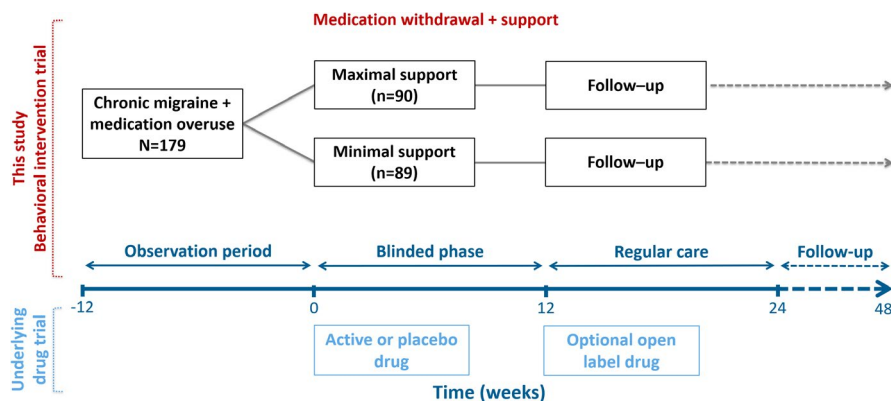 Medication withdrawal + support
This study
Behavioral intervention trial
Chronic migraine +
medication overuse
N=179
Maximal support
(n=90)
Follow–up
Minimal support
(n=89)
Follow–up
Observation period
Blinded phase
Regular care
Follow-up
-12
0
12
24
48
Underlying
drug trial
Active or placebo
drug
Optional open
label drug
Time (weeks)